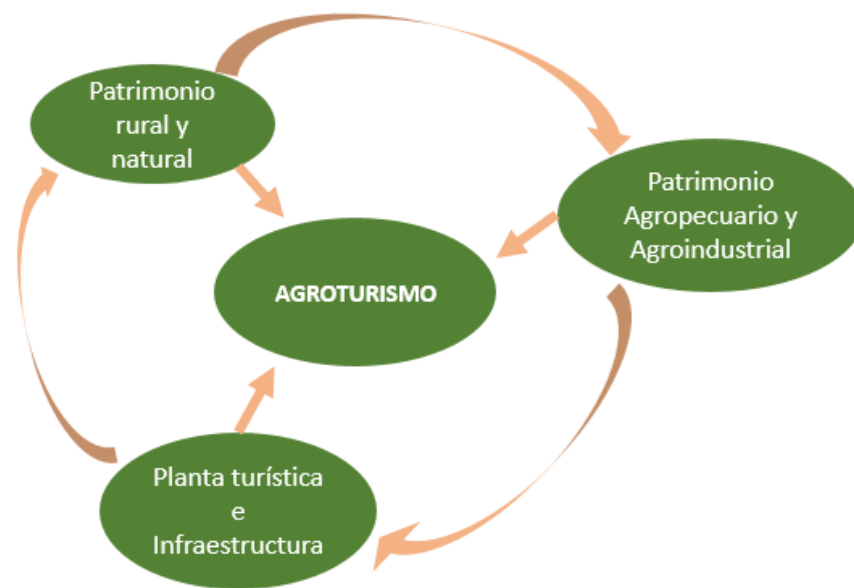 Patrimonio
rural y
natural
Patrimonio
Agropecuario y
Agroindustrial
AGROTURISMO
Planta turística
e
Infraestructura